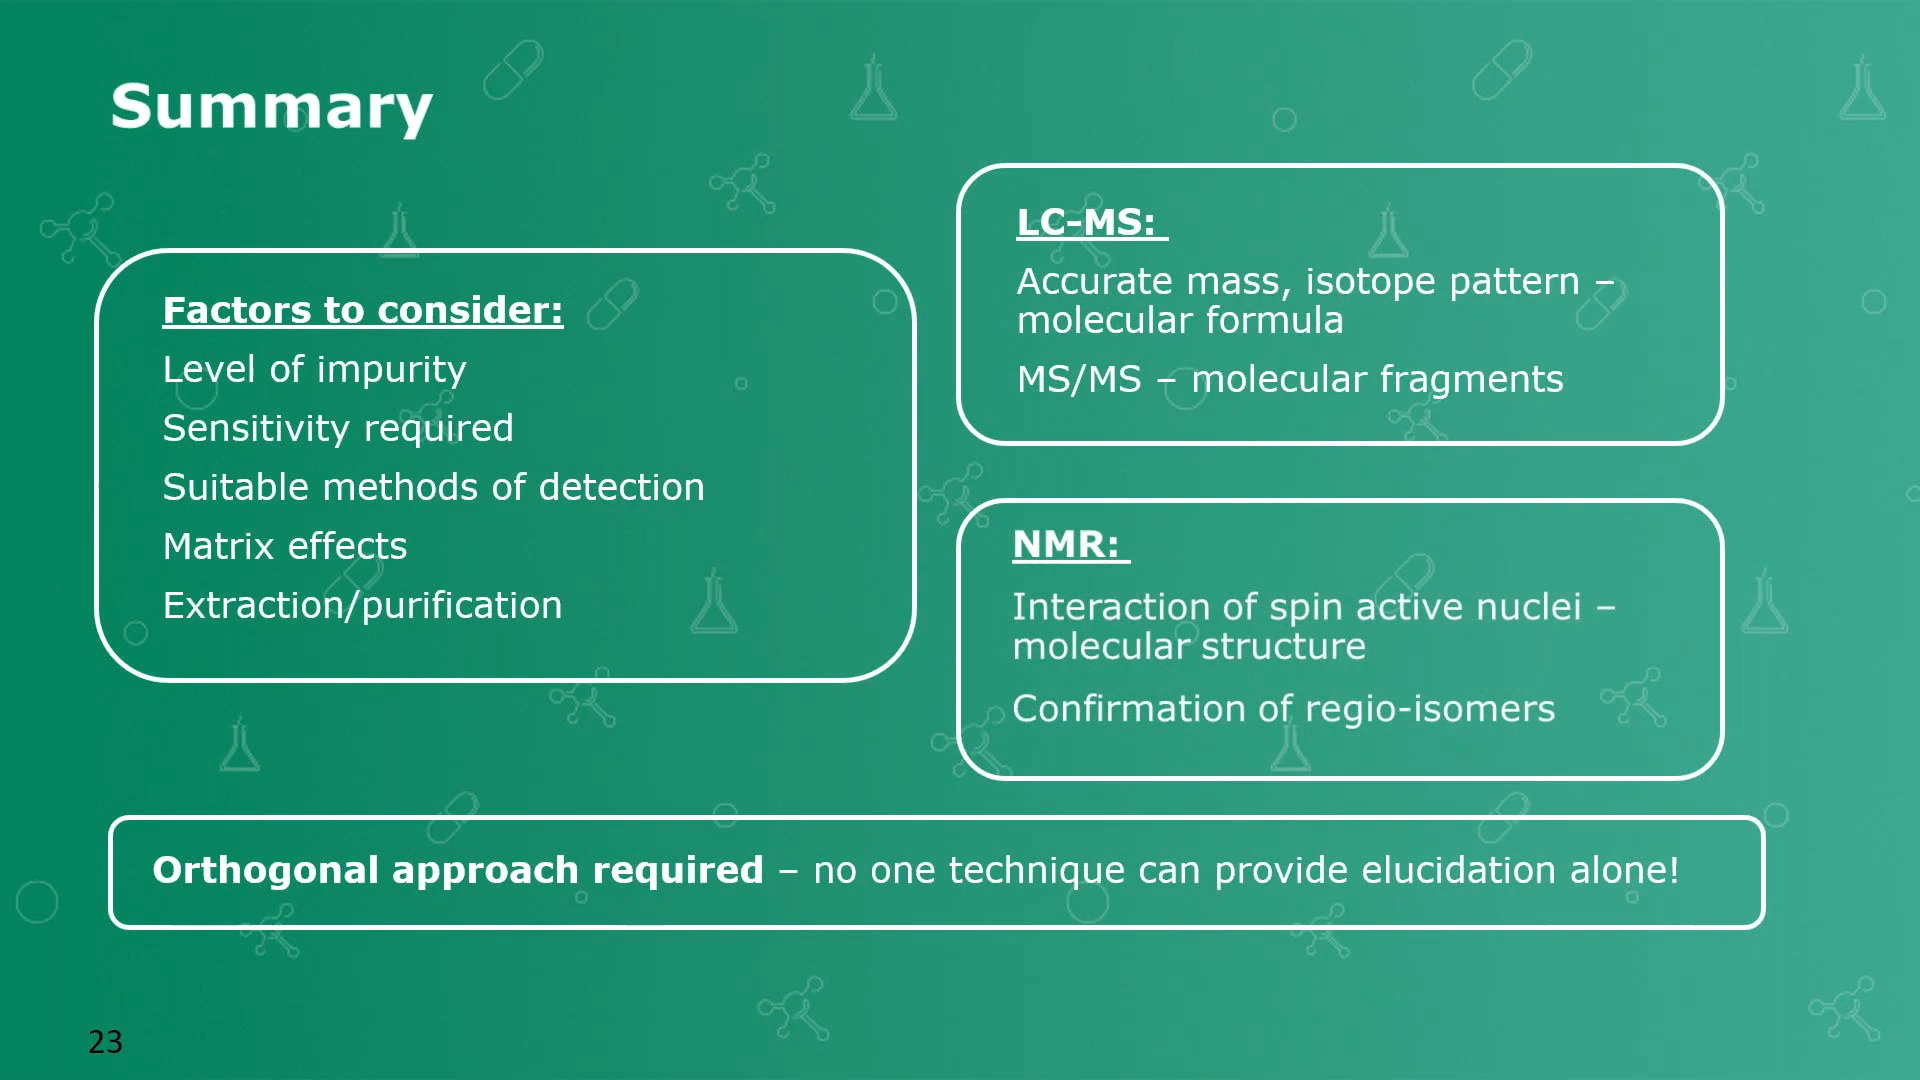 Summary
Factors to consider:
Level of impurity
Sensitivity required
Suitable methods of detection
Matrix effects
Extraction/purification
LC-MS:
Accurate mass, isotope pattern –
molecular formula
MS/MS – molecular fragments
NMR:
Interaction of spin active nuclei –
molecular structure
Confirmation of regio-isomers
Orthogonal approach required – no one technique can provide elucidation alone!
23